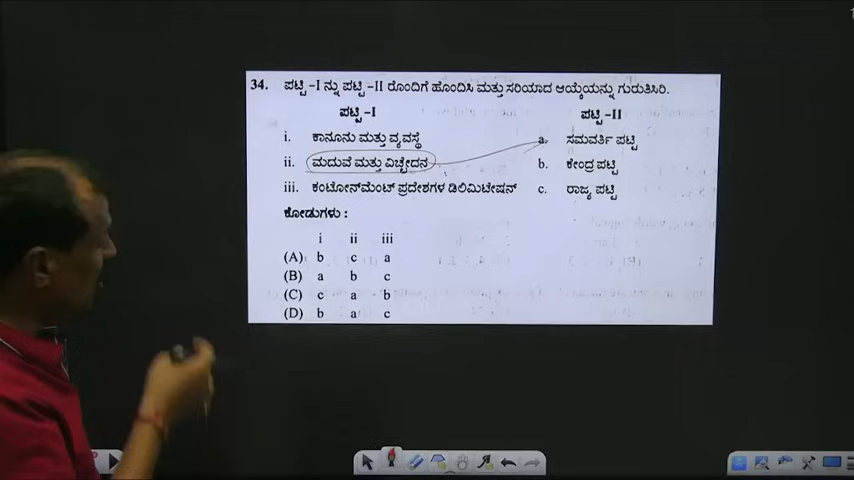 34. ಪಟ್ಟಿ -I ನ್ನು ಪಟ್ಟಿ -II ರೊಂದಿಗೆ ಹೊಂದಿಸಿ ಮತ್ತು ಸರಿಯಾದ ಆಯ್ಕೆಯನ್ನು ಗುರುತಿಸಿರಿ.
ಪಟ್ಟಿ -I ಪಟ್ಟಿ -II
i. ಕಾನೂನು ಮತ್ತು ವ್ಯವಸ್ಥೆ a. ಸಮವರ್ತಿ ಪಟ್ಟಿ
ii. ಮದುವೆ ಮತ್ತು ವಿಚ್ಛೇದನ b. ಕೇಂದ್ರ ಪಟ್ಟಿ
iii. ಕಂಟೋನ್‌ಮೆಂಟ್ ಪ್ರದೇಶಗಳ ಡಿಲಿಮಿಟೇಷನ್ c. ರಾಜ್ಯ ಪಟ್ಟಿ
ಕೋಡುಗಳು :
i ii iii
(A) b c a
(B) a b c
(C) c a b
(D) b a c